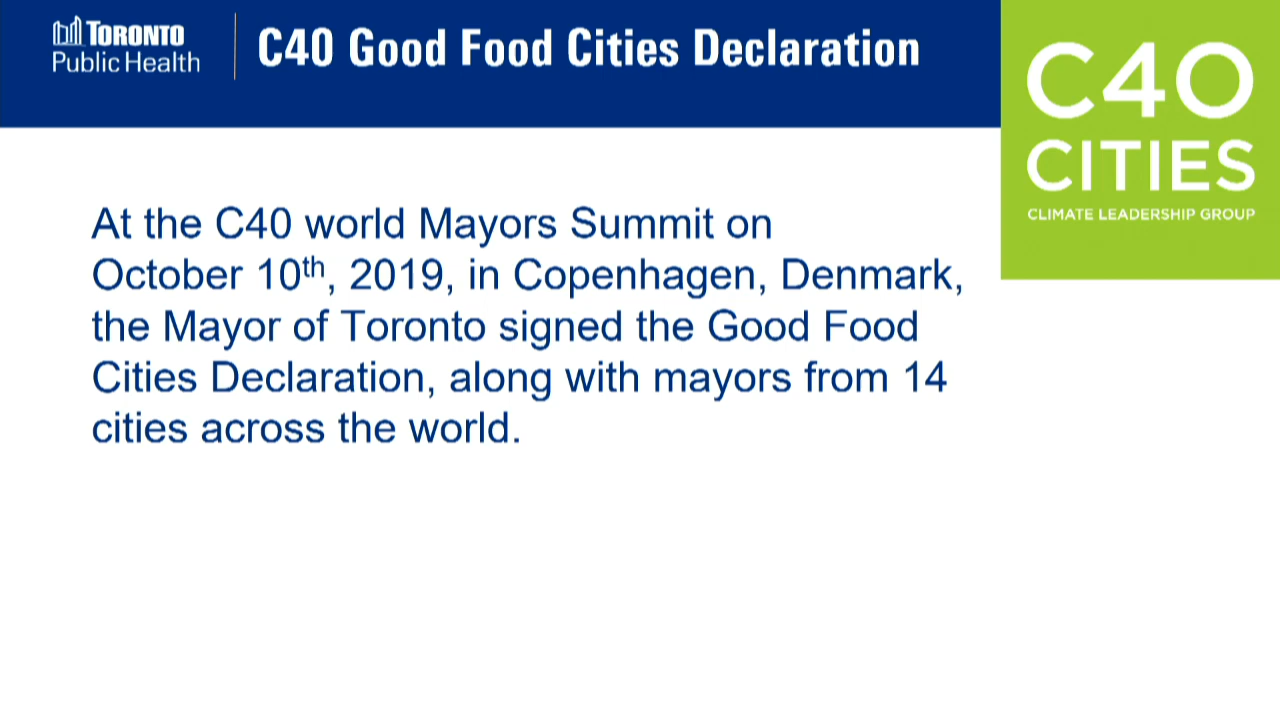 TORONTO
Public Health
C40 Good Food Cities Declaration
C40
CITIES
CLIMATE LEADERSHIP GROUP
At the C40 world Mayors Summit on
October 10th, 2019, in Copenhagen, Denmark,
the Mayor of Toronto signed the Good Food
Cities Declaration, along with mayors from 14
cities across the world.